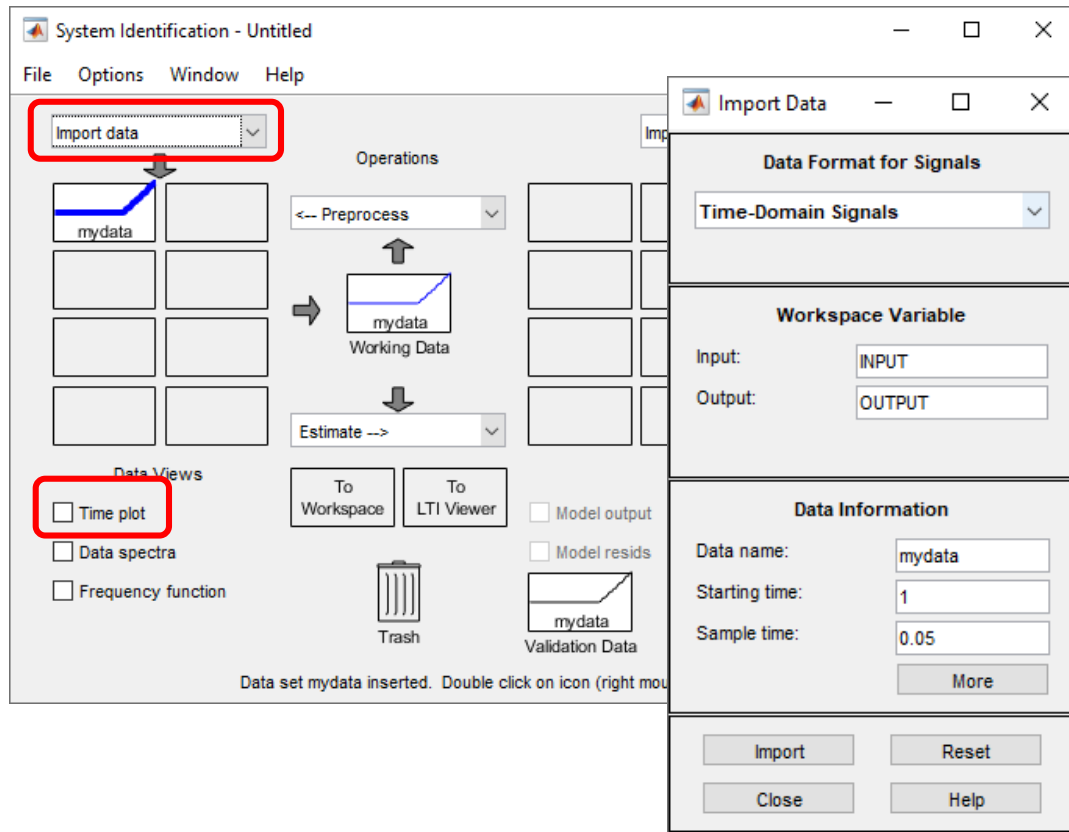 System Identification - Untitled
File Options Window Help
Import data
Imp
Operations
mydata
<-- Preprocess
mydata
Working Data
Estimate -->
Data Views
To Workspace
To LTI Viewer
Time plot
Data spectra
Frequency function
Trash
Model output
Model resids
mydata
Validation Data
Data set mydata inserted. Double click on icon (right mou
Import Data
Data Format for Signals
Time-Domain Signals
Workspace Variable
Input: INPUT
Output: OUTPUT
Data Information
Data name: mydata
Starting time: 1
Sample time: 0.05
More
Import Reset
Close Help